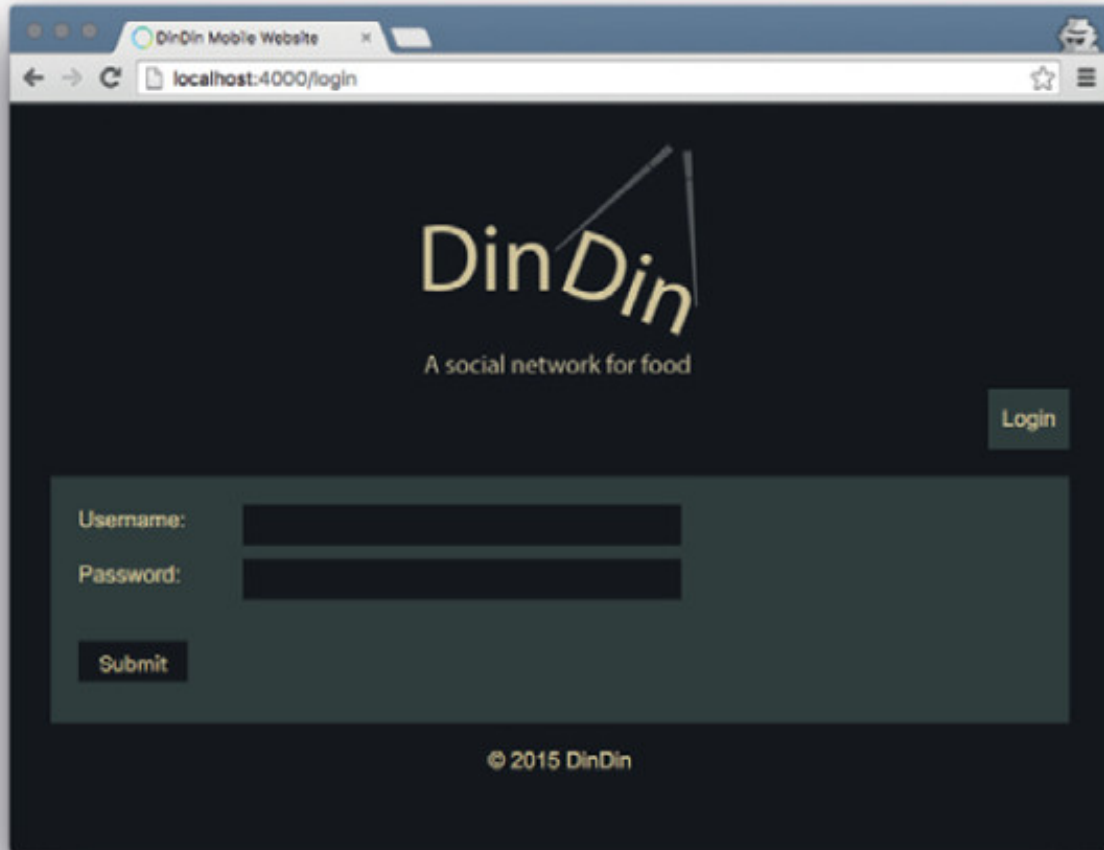 DinDin Mobile Website
localhost:4000/login
DinDin
A social network for food
Login
Username:
Password:
Submit
© 2015 DinDin